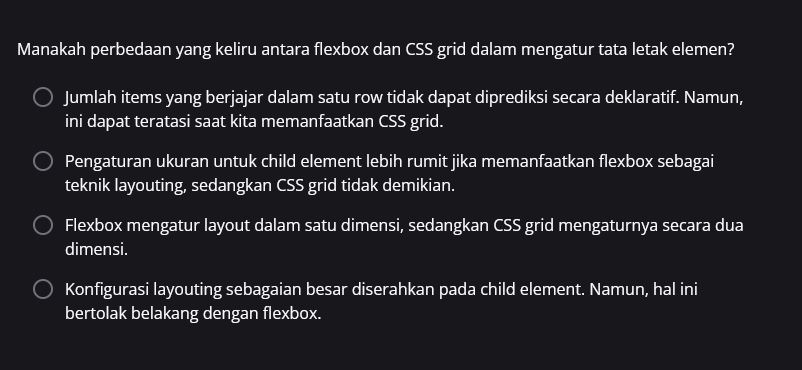 Manakah perbedaan yang keliru antara flexbox dan CSS grid dalam mengatur tata letak elemen?
Jumlah items yang berjajar dalam satu row tidak dapat diprediksi secara deklaratif. Namun,
ini dapat teratasi saat kita memanfaatkan CSS grid.
Pengaturan ukuran untuk child element lebih rumit jika memanfaatkan flexbox sebagai
teknik layouting, sedangkan CSS grid tidak demikian.
Flexbox mengatur layout dalam satu dimensi, sedangkan CSS grid mengaturnya secara dua
dimensi.
Konfigurasi layouting sebagaian besar diserahkan pada child element. Namun, hal ini
bertolak belakang dengan flexbox.